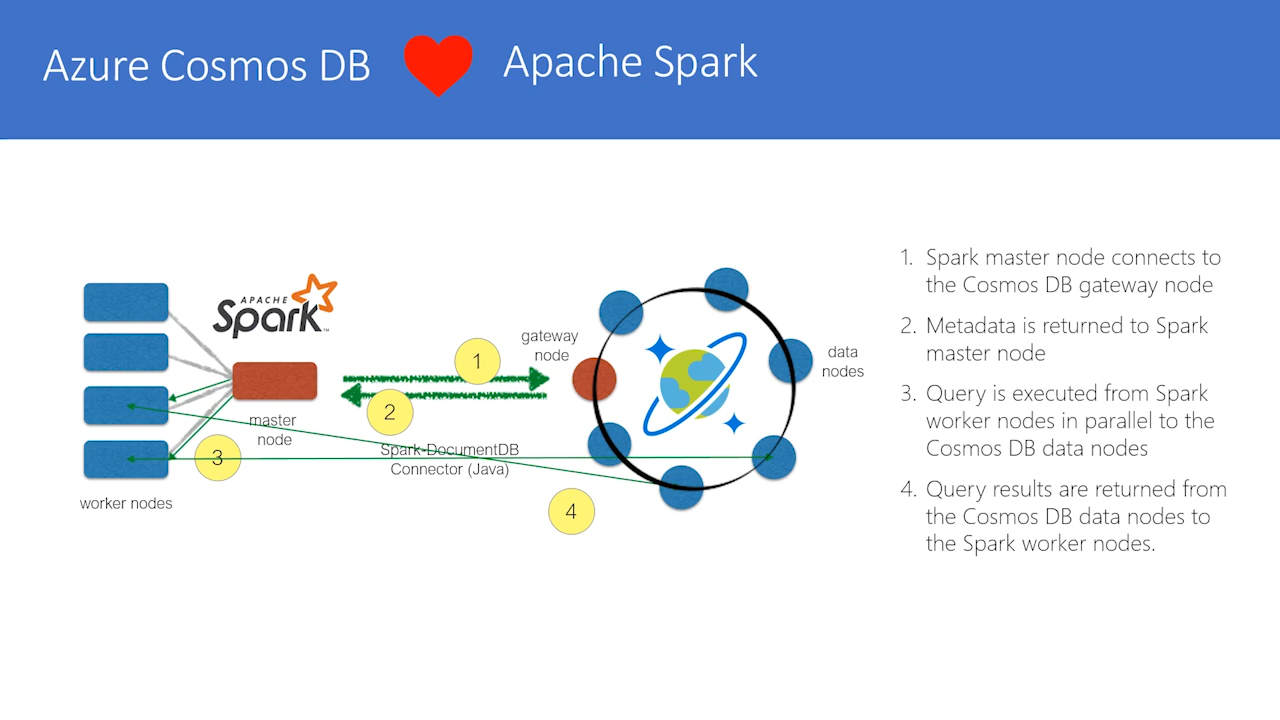 Azure Cosmos DB
Apache Spark
APACHE
Spark
TM
1
2
3
4
gateway
node
data
nodes
master
node
Spark-DocumentDB
Connector (Java)
worker nodes
1. Spark master node connects to
the Cosmos DB gateway node
2. Metadata is returned to Spark
master node
3. Query is executed from Spark
worker nodes in parallel to the
Cosmos DB data nodes
4. Query results are returned from
the Cosmos DB data nodes to
the Spark worker nodes.